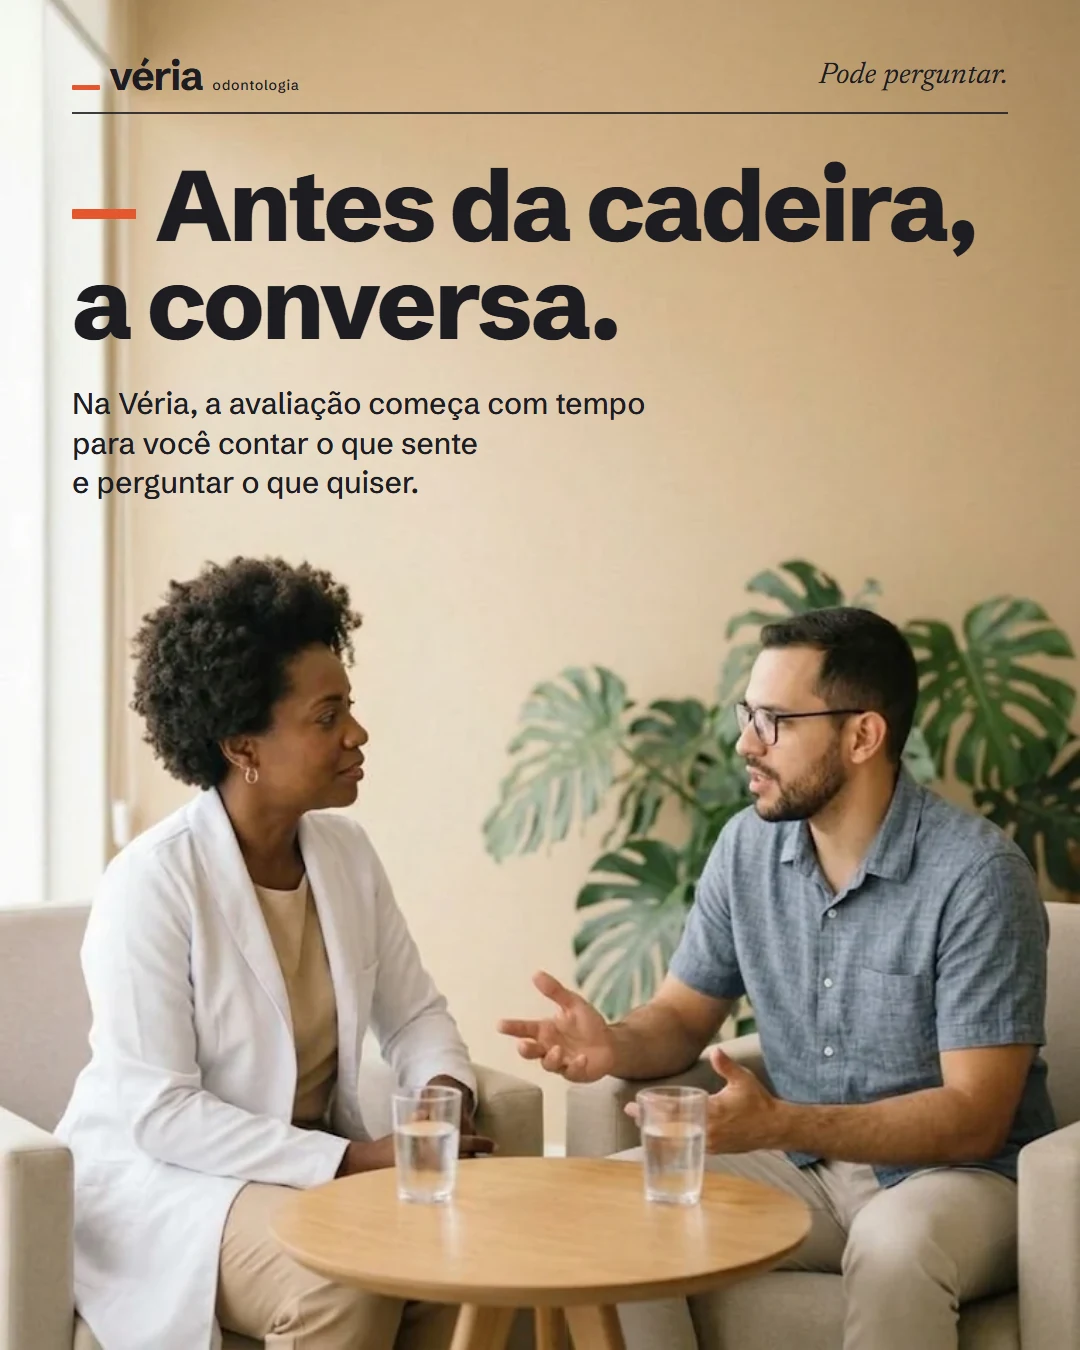 véria odontologia
Pode perguntar.
— Antes da cadeira,
a conversa.
Na Véria, a avaliação começa com tempo
para você contar o que sente
e perguntar o que quiser.